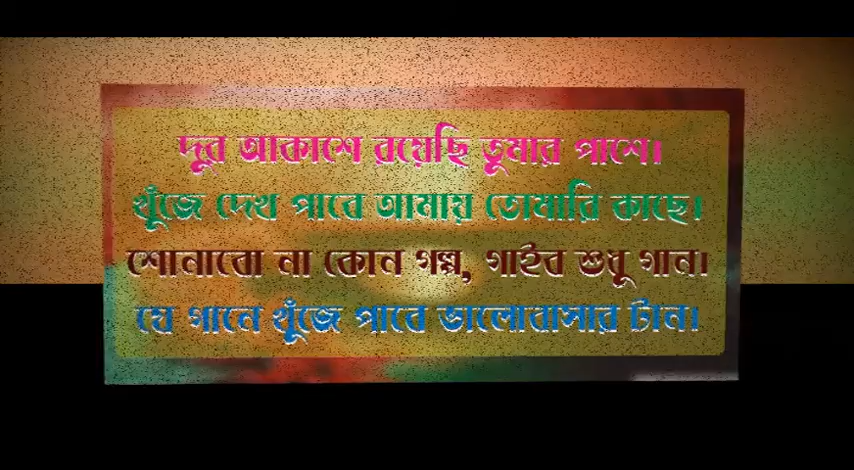 দূর আকাশে রয়েছি তুমার পাশে।
খুঁজে দেখ পাবে আমায় তোমারি কাছে।
শোনাবো না কোন গল্প, গাইব শুধু গান।
যে গানে খুঁজে পাবে ভালোবাসার টান।